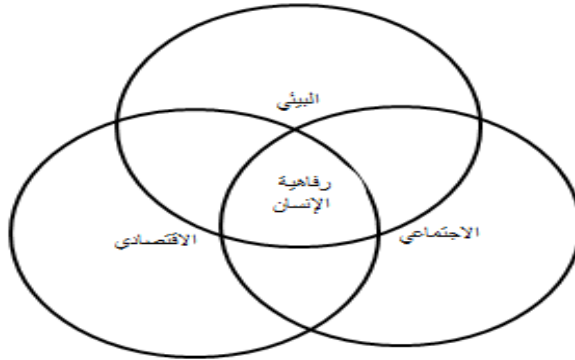 البيئي
رفاهية
الإنسان
الاجتماعي
الاقتصادي